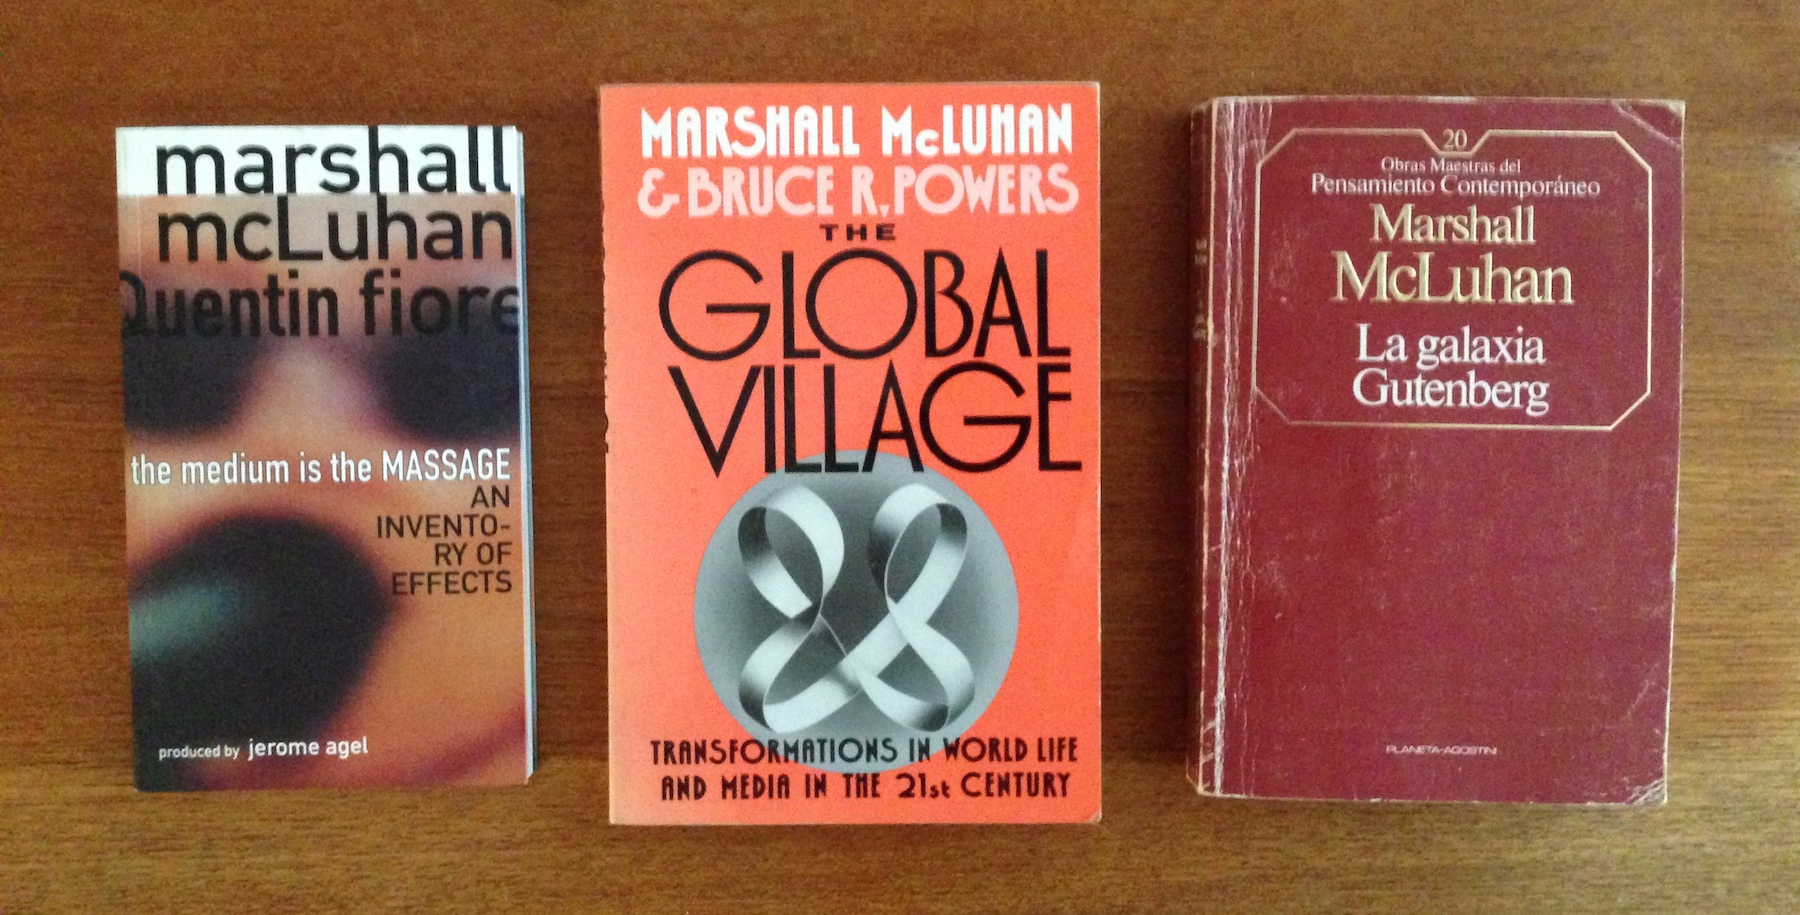 marshall
mcLuhan
Quentin fiore
the medium is the MASSAGE
AN
INVENTO-
RY OF
EFFECTS
produced by jerome agel
MARSHALL McLUHAN
& BRUCE R. POWERS
THE
GLOBAL
VILLAGE
TRANSFORMATIONS IN WORLD LIFE
AND MEDIA IN THE 21st CENTURY
20
Obras Maestras del
Pensamiento Contemporáneo
Marshall
McLuhan
La galaxia
Gutenberg
PLANETA-AGOSTINI